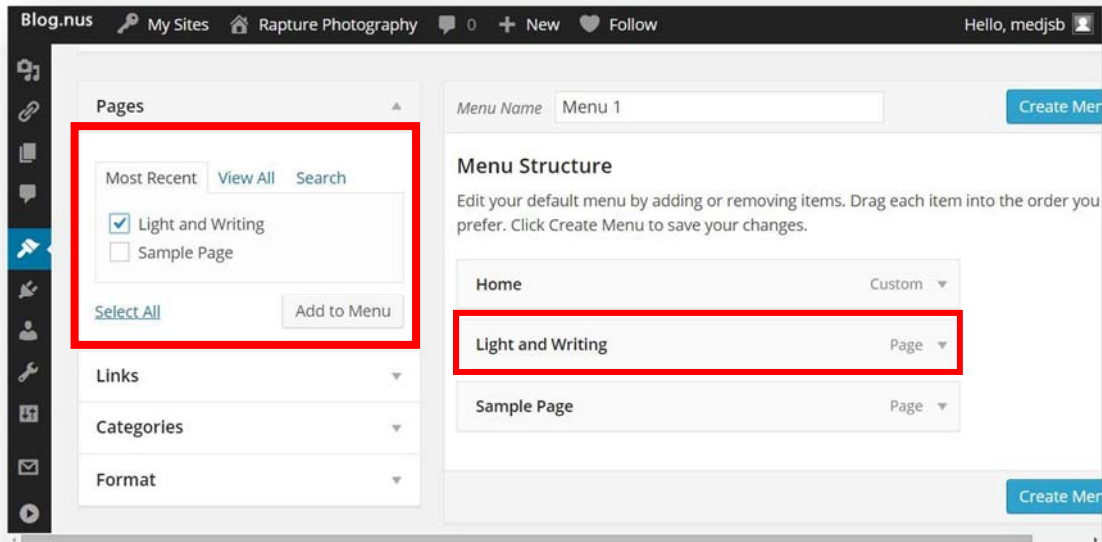 Blog.nus My Sites Rapture Photography 0 New Follow Hello, medjsb
Pages
Most Recent View All Search
Light and Writing
Sample Page
Select All Add to Menu
Links
Categories
Format
Menu Name Menu 1 Create Mer
Menu Structure
Edit your default menu by adding or removing items. Drag each item into the order you
prefer. Click Create Menu to save your changes.
Home Custom
Light and Writing Page
Sample Page Page
Create Mer